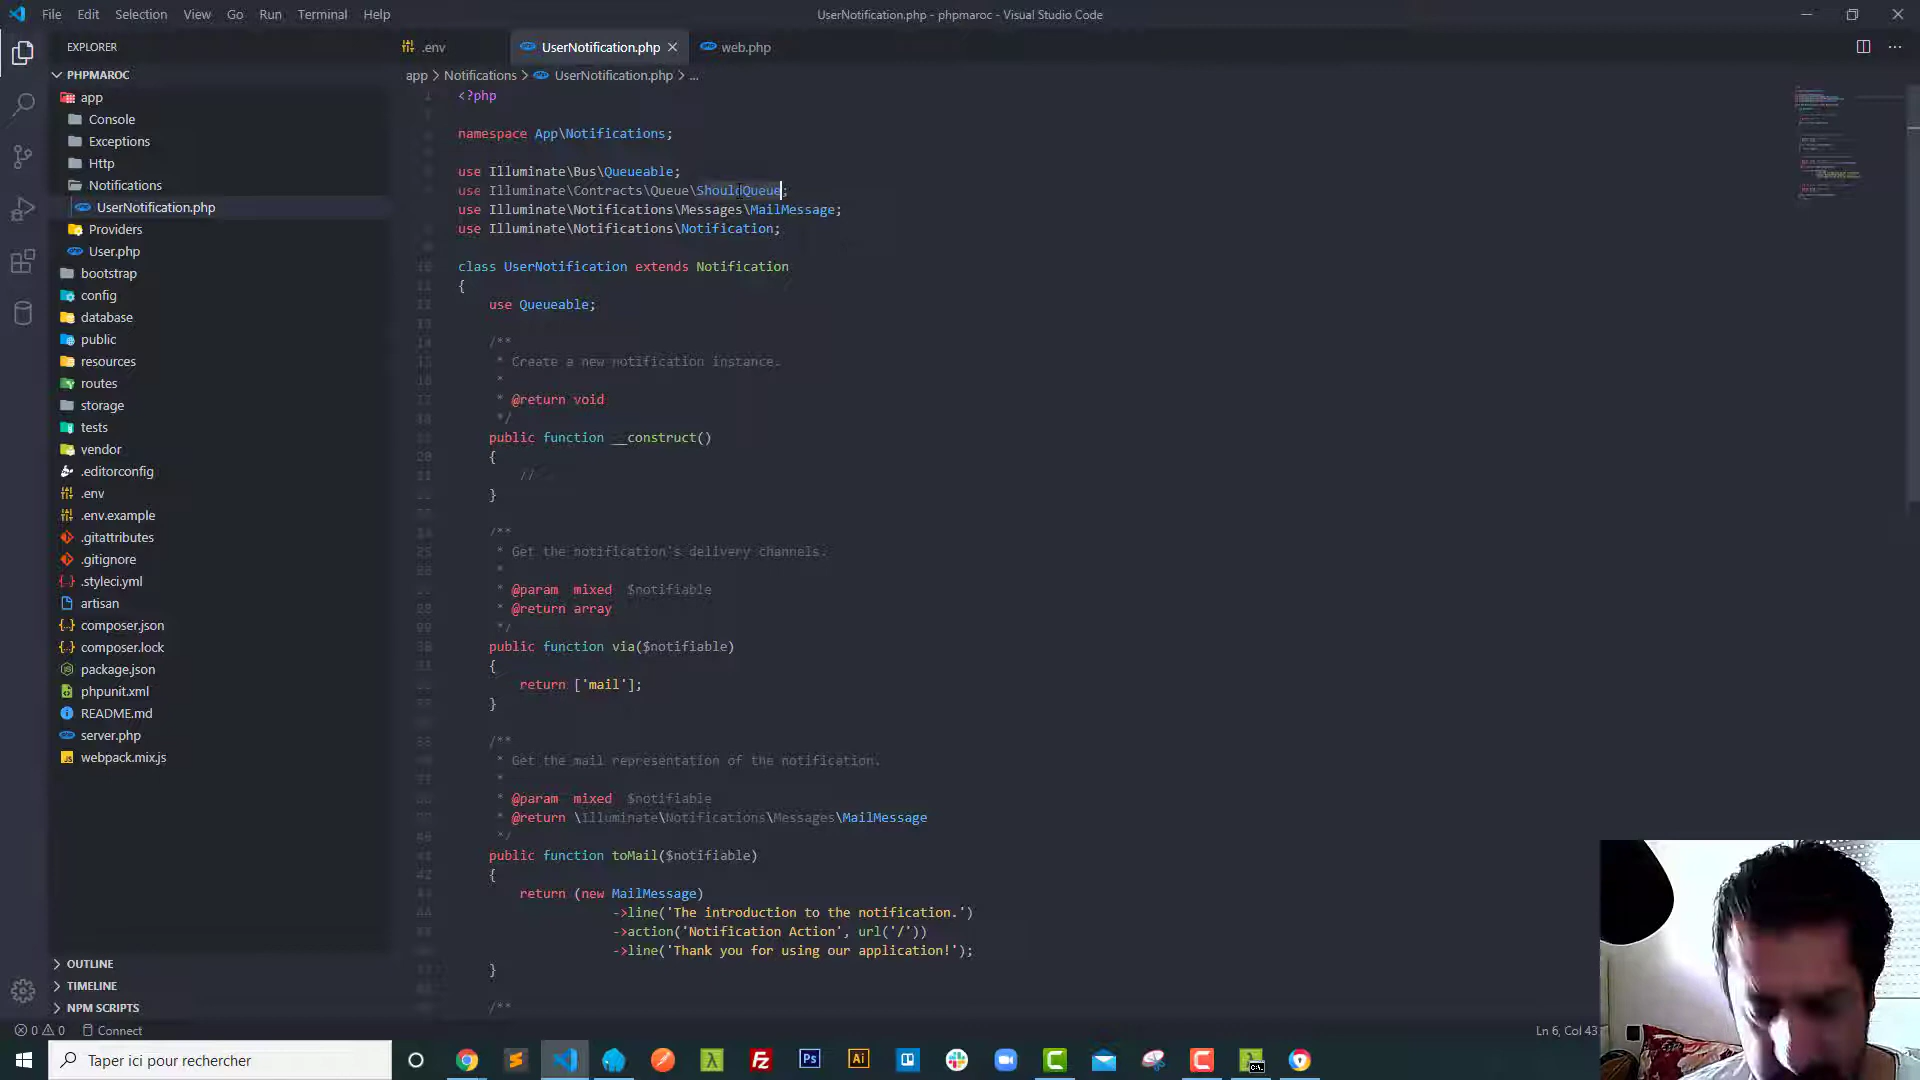 File Edit Selection View Go Run Terminal Help
UserNotification.php - phpmaroc - Visual Studio Code
EXPLORER
.env
UserNotification.php
web.php
PHPMAROC
app > Notifications > UserNotification.php > ...
app
Console
Exceptions
Http
Notifications
UserNotification.php
Providers
User.php
bootstrap
config
database
public
resources
routes
storage
tests
vendor
.editorconfig
.env
.env.example
.gitattributes
.gitignore
.styleci.yml
artisan
composer.json
composer.lock
package.json
phpunit.xml
README.md
server.php
webpack.mix.js
OUTLINE
TIMELINE
NPM SCRIPTS
<?php
namespace App\Notifications;
use Illuminate\Bus\Queueable;
use Illuminate\Contracts\Queue\ShouldQueue;
use Illuminate\Notifications\Messages\MailMessage;
use Illuminate\Notifications\Notification;
class UserNotification extends Notification
{
use Queueable;
/**
* Create a new notification instance.
*
* @return void
*/
public function __construct()
{
//
}
/**
* Get the notification's delivery channels.
*
* @param mixed $notifiable
* @return array
*/
public function via($notifiable)
{
return ['mail'];
}
/**
* Get the mail representation of the notification.
*
* @param mixed $notifiable
* @return \Illuminate\Notifications\Messages\MailMessage
*/
public function toMail($notifiable)
{
return (new MailMessage)
->line('The introduction to the notification.')
->action('Notification Action', url('/'))
->line('Thank you for using our application!');
}
/**
0 0 Connect
Ln 6, Col 43
Taper ici pour rechercher
Fz
Ps
Ai